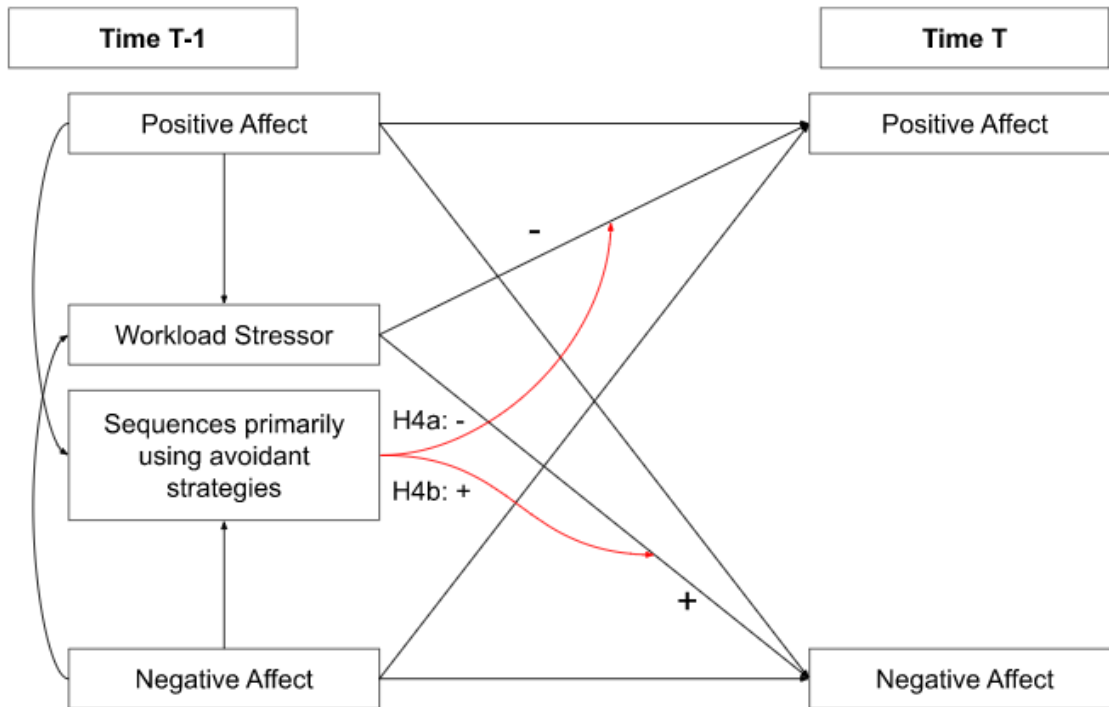 Time T-1
Time T
Positive Affect
Positive Affect
-
Workload Stressor
Sequences primarily
using avoidant
strategies
H4a: -
H4b: +
+
Negative Affect
Negative Affect